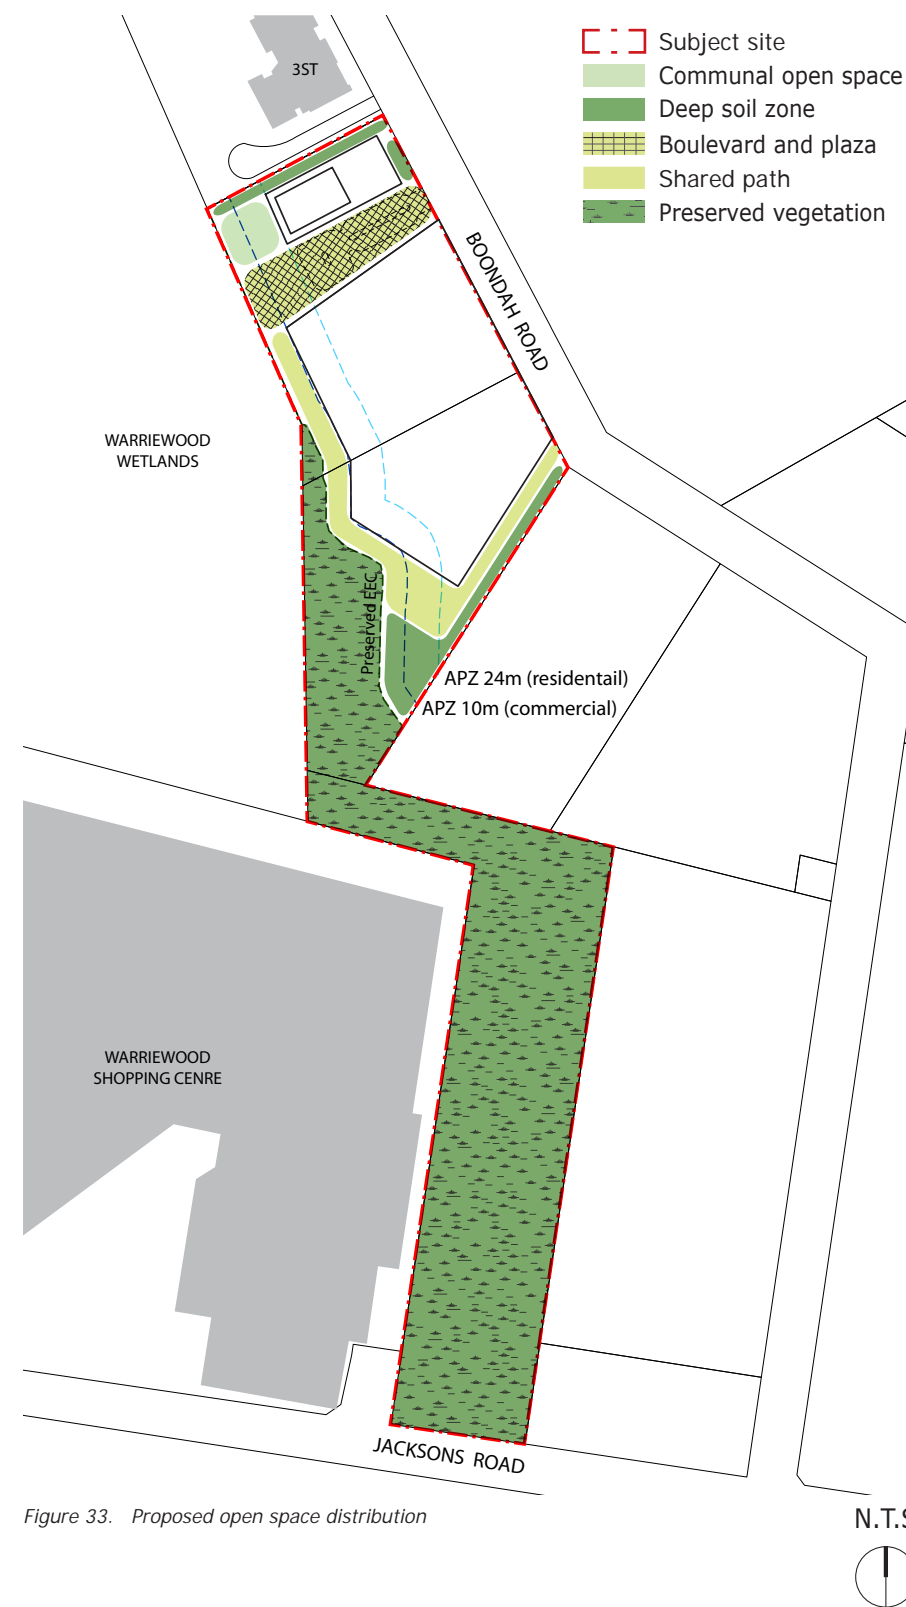 3ST
Subject site
Communal open space
Deep soil zone
Boulevard and plaza
Shared path
Preserved vegetation
BOONDAH ROAD
WARRIEWOOD
WETLANDS
Preserved EEC
APZ 24m (residentail)
APZ 10m (commercial)
WARRIEWOOD
SHOPPING CENRE
JACKSONS ROAD
Figure 33. Proposed open space distribution
N.T.S